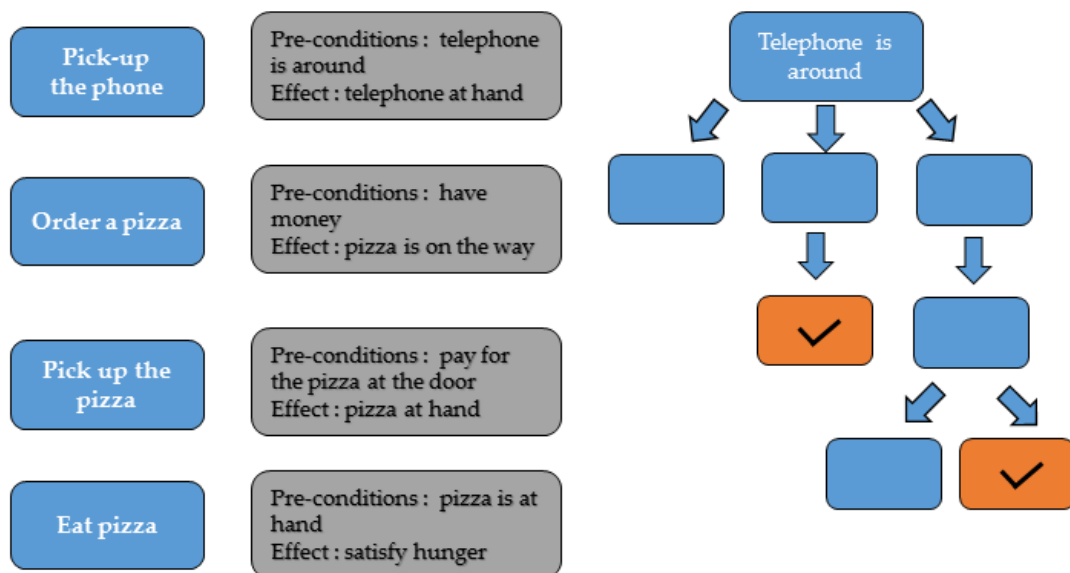 Pick-up
the phone
Pre-conditions : telephone
is around
Effect : telephone at hand
Telephone is
around
Order a pizza
Pre-conditions : have
money
Effect : pizza is on the way
Pick up the
pizza
Pre-conditions : pay for
the pizza at the door
Effect : pizza at hand
Eat pizza
Pre-conditions : pizza is at
hand
Effect : satisfy hunger